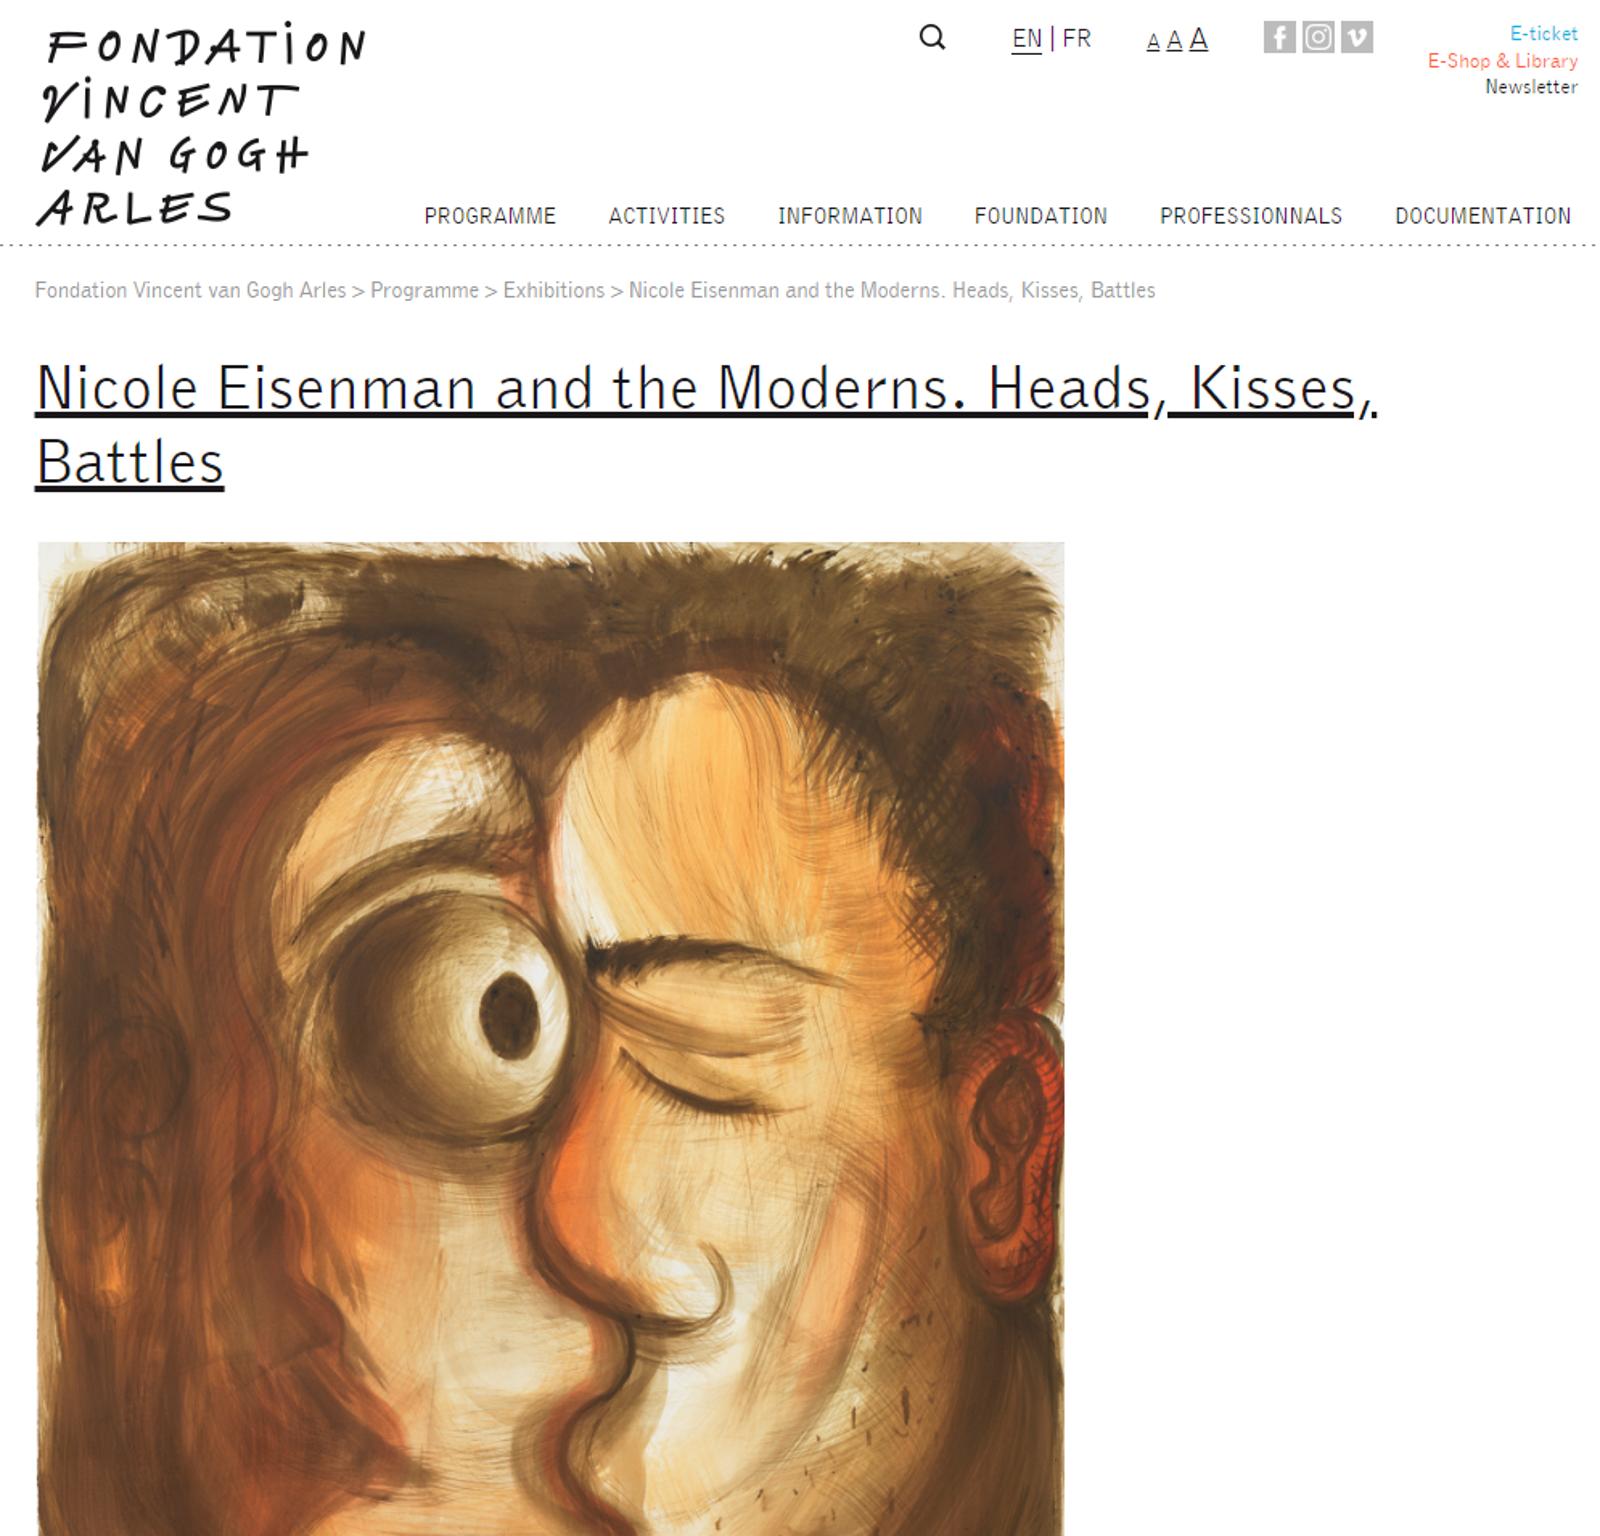 FONDATION
VINCENT
VAN GOGH
ARLES
EN | FR
A A A
E-ticket
E-Shop & Library
Newsletter
PROGRAMME ACTIVITIES INFORMATION FOUNDATION PROFESSIONNALS DOCUMENTATION
Fondation Vincent van Gogh Arles > Programme > Exhibitions > Nicole Eisenman and the Moderns. Heads, Kisses, Battles
Nicole Eisenman and the Moderns. Heads, Kisses,
Battles